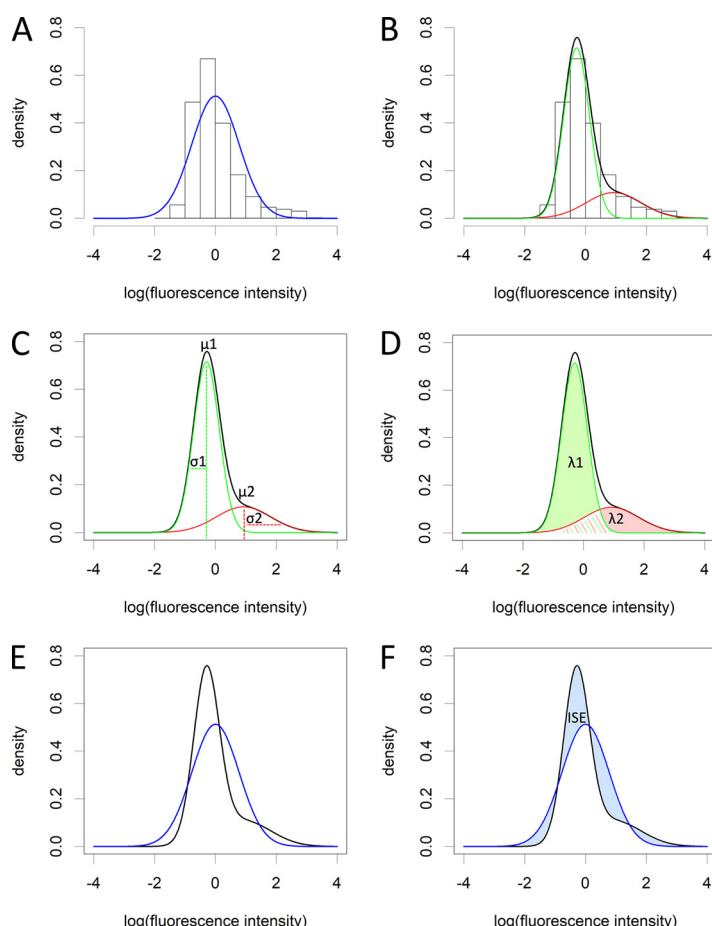 A
density
0.0 0.2 0.4 0.6 0.8
-4 -2 0 2 4
log(fluorescence intensity)
B
density
0.0 0.2 0.4 0.6 0.8
-4 -2 0 2 4
log(fluorescence intensity)
C
density
0.0 0.2 0.4 0.6 0.8
μ1
σ1
μ2
σ2
-4 -2 0 2 4
log(fluorescence intensity)
D
density
0.0 0.2 0.4 0.6 0.8
λ1
λ2
-4 -2 0 2 4
log(fluorescence intensity)
E
density
0.0 0.2 0.4 0.6 0.8
-4 -2 0 2 4
log(fluorescence intensity)
F
density
0.0 0.2 0.4 0.6 0.8
ISE
-4 -2 0 2 4
log(fluorescence intensity)